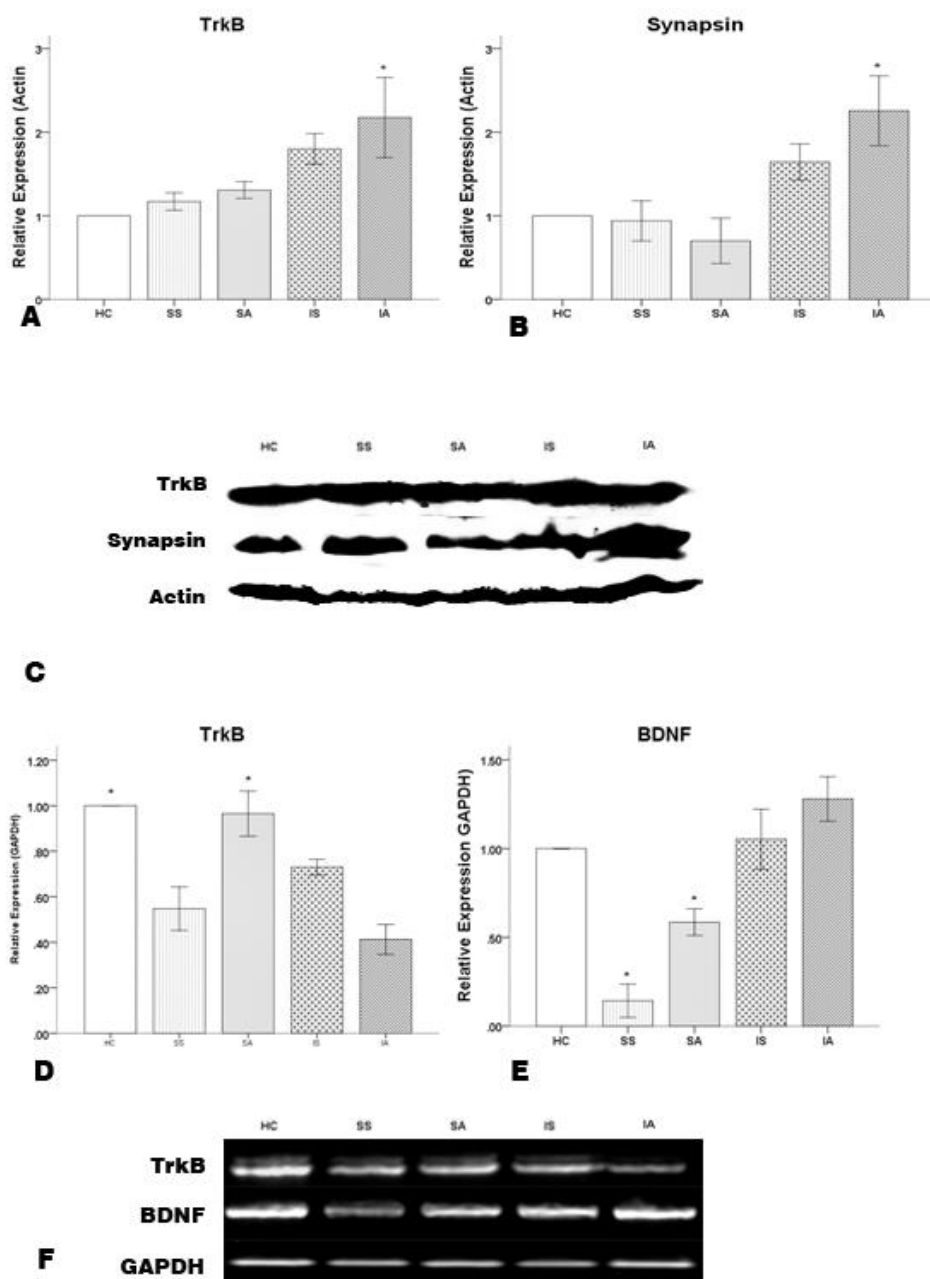 TrkB
Relative Expression (Actin
3
2
1
0
HC SS SA IS IA
*
A
Synapsin
Relative Expression (Actin
3
2
1
0
HC SS SA IS IA
*
B
HC SS SA IS IA
TrkB
Synapsin
Actin
C
TrkB
Relative Expression (GAPDH)
1.20
1.00
.80
.60
.40
.20
.00
HC SS SA IS IA
* *
D
BDNF
Relative Expression GAPDH)
1.50
1.00
.50
.00
HC SS SA IS IA
* *
E
HC SS SA IS IA
TrkB
BDNF
GAPDH
F